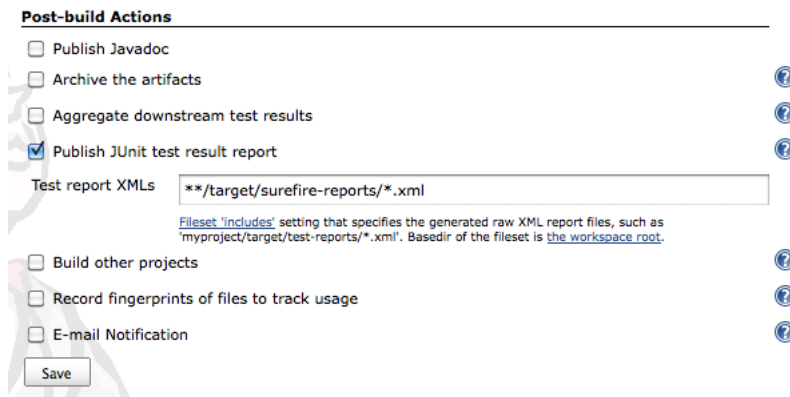 Post-build Actions
Publish Javadoc
Archive the artifacts
Aggregate downstream test results
Publish JUnit test result report
Test report XMLs
**/target/surefire-reports/*.xml
Fileset 'includes' setting that specifies the generated raw XML report files, such as
'myproject/target/test-reports/*.xml'. Basedir of the fileset is the workspace root.
Build other projects
Record fingerprints of files to track usage
E-mail Notification
Save